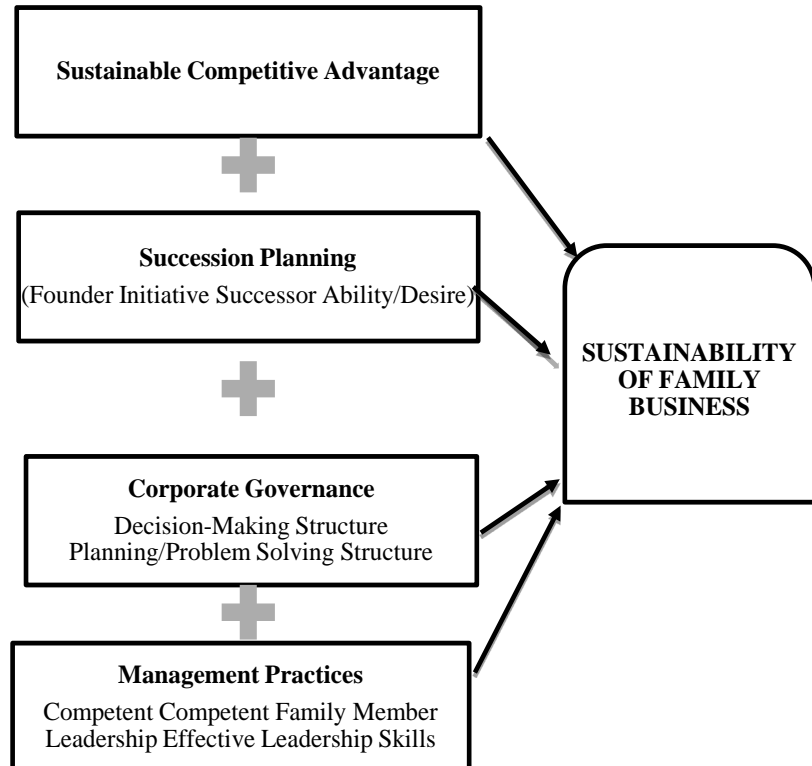 Sustainable Competitive Advantage
Succession Planning
(Founder Initiative Successor Ability/Desire)
Corporate Governance
Decision-Making Structure
Planning/Problem Solving Structure
Management Practices
Competent Competent Family Member
Leadership Effective Leadership Skills
SUSTAINABILITY
OF FAMILY
BUSINESS